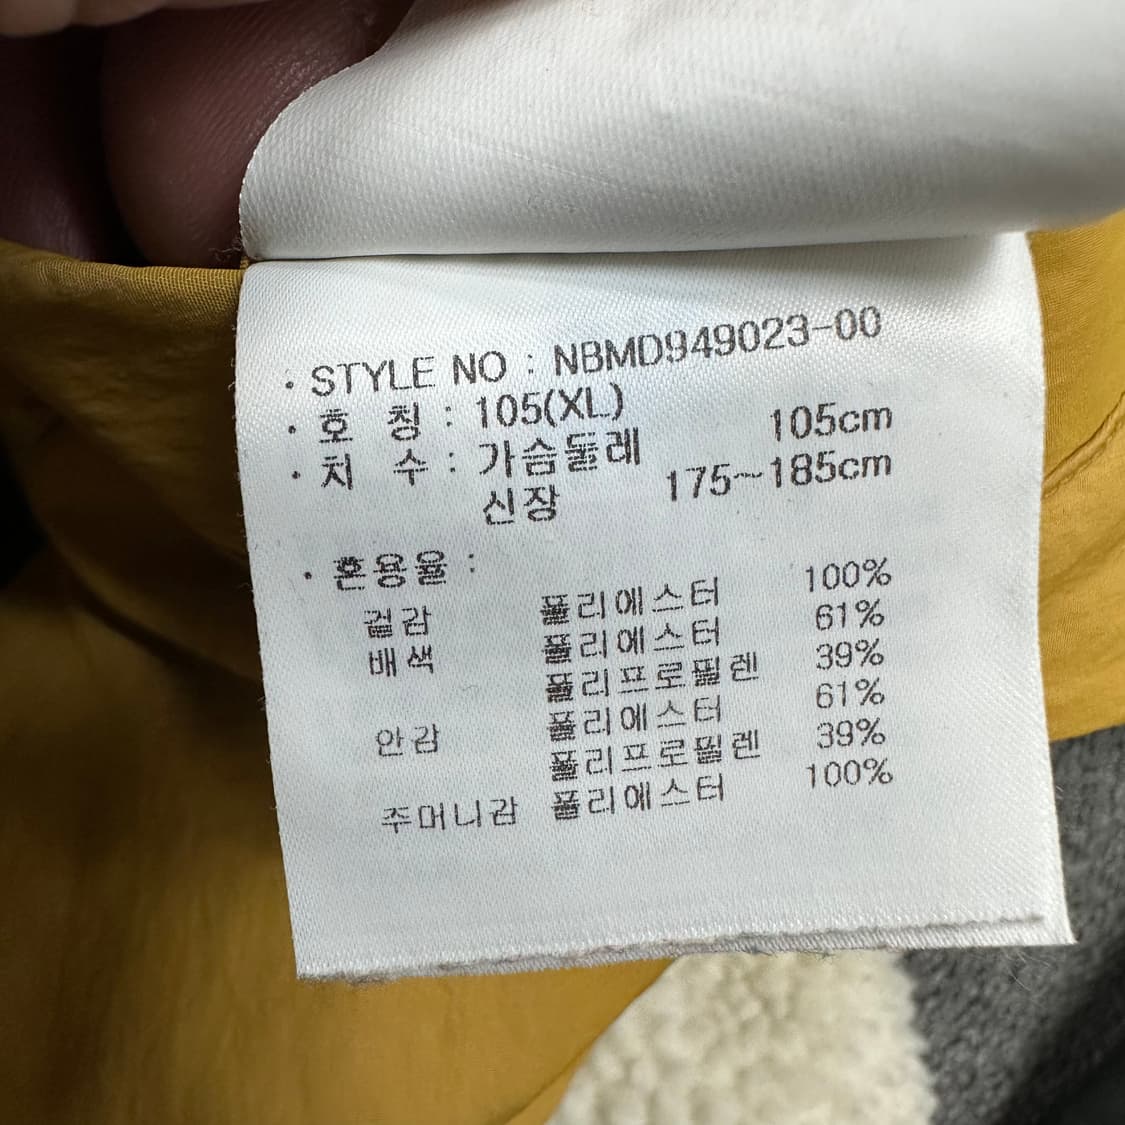 · STYLE NO : NBMD949023-00
· 호 칭 : 105(XL)
· 치 수 : 가슴둘레 105cm
신장 175~185cm
· 혼용율 :
겉감 폴리에스터 100%
배색 폴리에스터 61%
폴리프로필렌 39%
안감 폴리에스터 61%
폴리프로필렌 39%
주머니감 폴리에스터 100%